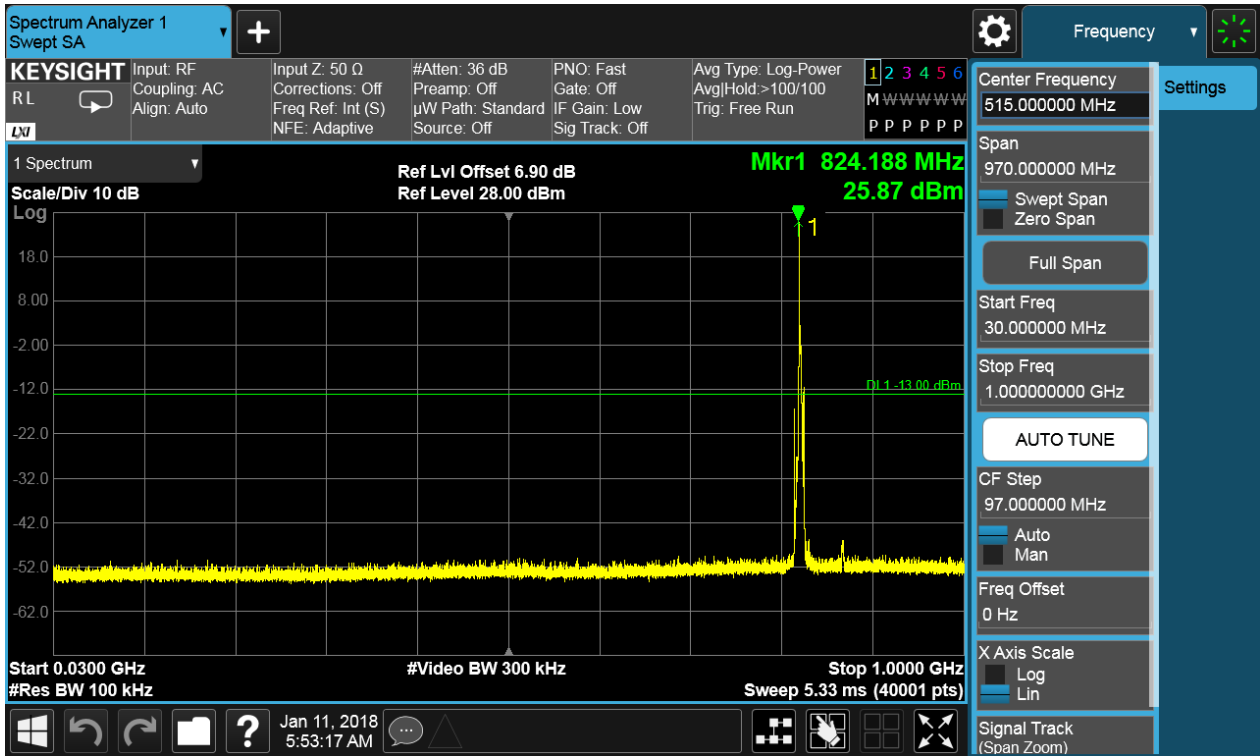 Spectrum Analyzer 1
Swept SA
+
Frequency
KEYSIGHT
RL
LXI
Input: RF
Coupling: AC
Align: Auto
Input Z: 50 Ω
Corrections: Off
Freq Ref: Int (S)
NFE: Adaptive
#Atten: 36 dB
Preamp: Off
µW Path: Standard
Source: Off
PNO: Fast
Gate: Off
IF Gain: Low
Sig Track: Off
Avg Type: Log-Power
Avg|Hold:>100/100
Trig: Free Run
1 2 3 4 5 6
M W W W W W
P P P P P P
1 Spectrum
Scale/Div 10 dB
Ref Lvl Offset 6.90 dB
Ref Level 28.00 dBm
Mkr1 824.188 MHz
25.87 dBm
Log
1
18.0
8.00
-2.00
-12.0
DL1 -13.00 dBm
-22.0
-32.0
-42.0
-52.0
-62.0
Start 0.0300 GHz
#Video BW 300 kHz
Stop 1.0000 GHz
#Res BW 100 kHz
Sweep 5.33 ms (40001 pts)
?
Jan 11, 2018
5:53:17 AM
Center Frequency
515.000000 MHz
Span
970.000000 MHz
Swept Span
Zero Span
Full Span
Start Freq
30.000000 MHz
Stop Freq
1.000000000 GHz
AUTO TUNE
CF Step
97.000000 MHz
Auto
Man
Freq Offset
0 Hz
X Axis Scale
Log
Lin
Signal Track
(Span Zoom)
Settings